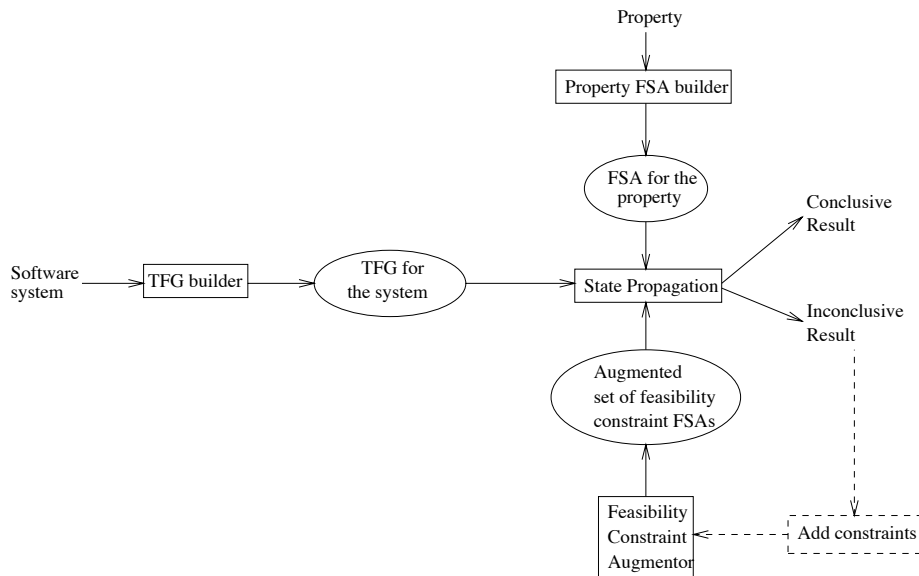 Property
Property FSA builder
FSA for the
property
Conclusive
Result
Software
system
TFG builder
TFG for
the system
State Propagation
Inconclusive
Result
Augmented
set of feasibility
constraint FSAs
Feasibility
Constraint
Augmentor
Add constraints